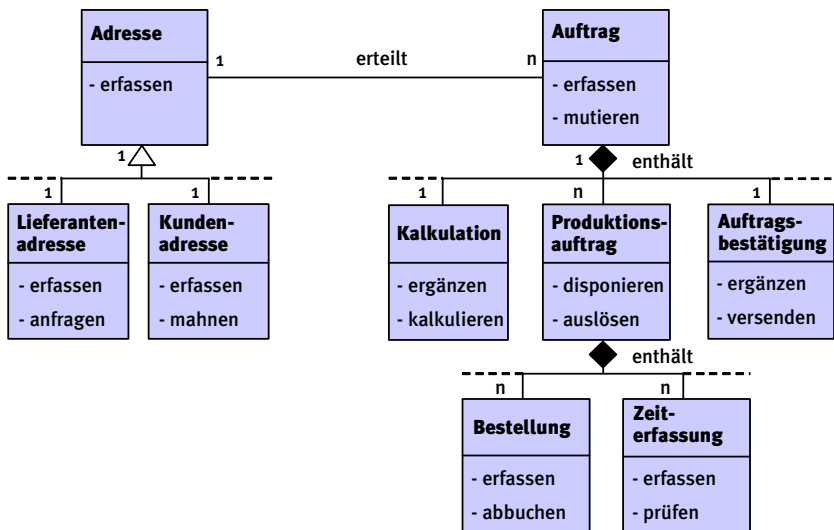 Adresse
- erfassen
1
erteilt
n
Auftrag
- erfassen
- mutieren
1
1
1
Lieferanten-
adresse
- erfassen
- anfragen
Kunden-
adresse
- erfassen
- mahnen
1
enthält
1
n
1
Kalkulation
- ergänzen
- kalkulieren
Produktions-
auftrag
- disponieren
- auslösen
Auftrags-
bestätigung
- ergänzen
- versenden
enthält
n
n
Bestellung
- erfassen
- abbuchen
Zeit-
erfassung
- erfassen
- prüfen